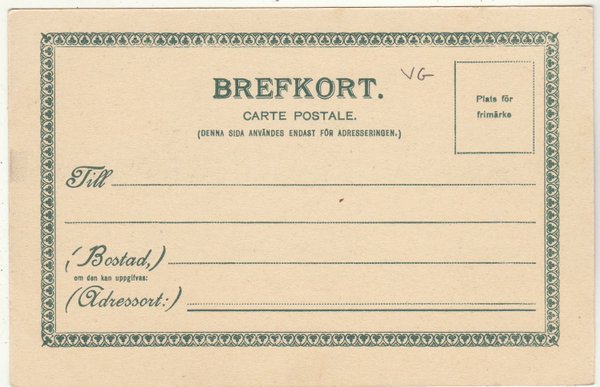 BREFKORT.
VG
CARTE POSTALE.
(DENNA SIDA ANVÄNDES ENDAST FÖR ADRESSERINGEN.)
Plats för
frimärke
Till
(Bostad,)
om den kan uppgifvas:
(Adressort:)